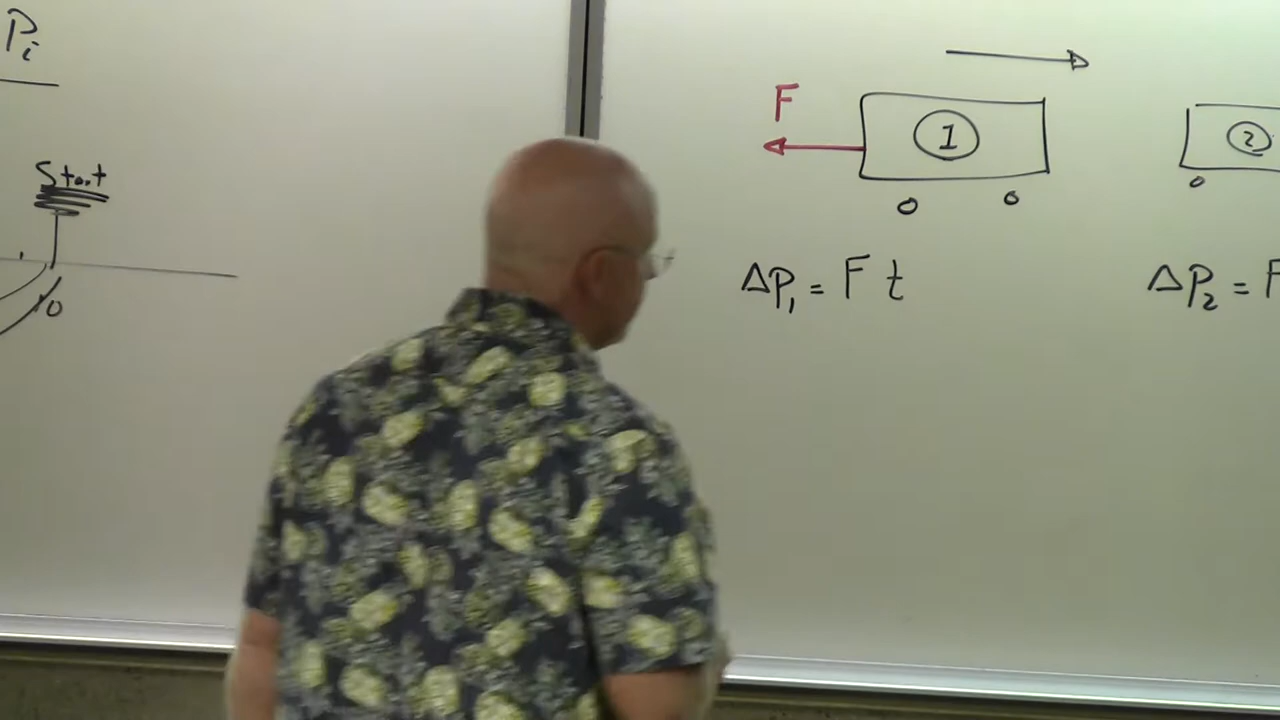 Pᵢ
Start
0
F
1
2
ΔP₁ = F t
ΔP₂ = F